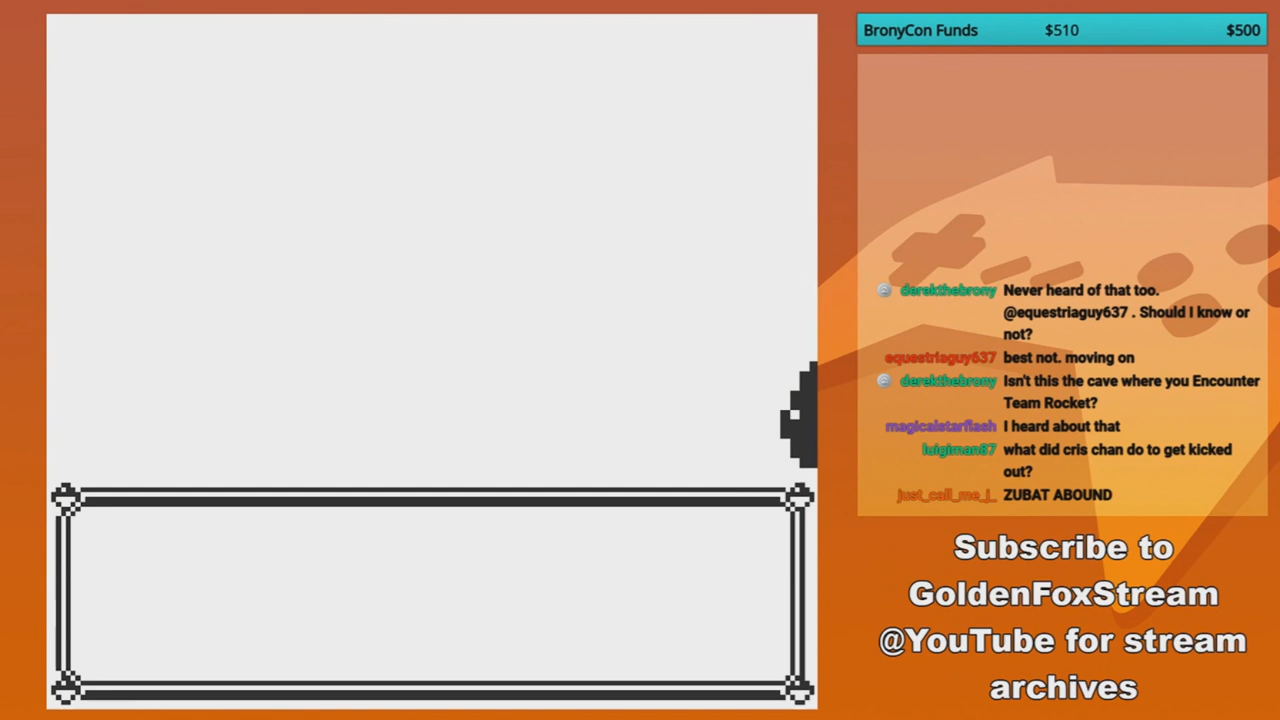 BronyCon Funds $510 $500
derekthebrony Never heard of that too.
@equestriaguy637 . Should I know or
not?
equestriaguy637 best not. moving on
derekthebrony Isn't this the cave where you Encounter
Team Rocket?
magicalstarflash I heard about that
luigiman87 what did cris chan do to get kicked
out?
just_call_me_j_ ZUBAT ABOUND
Subscribe to
GoldenFoxStream
@YouTube for stream
archives